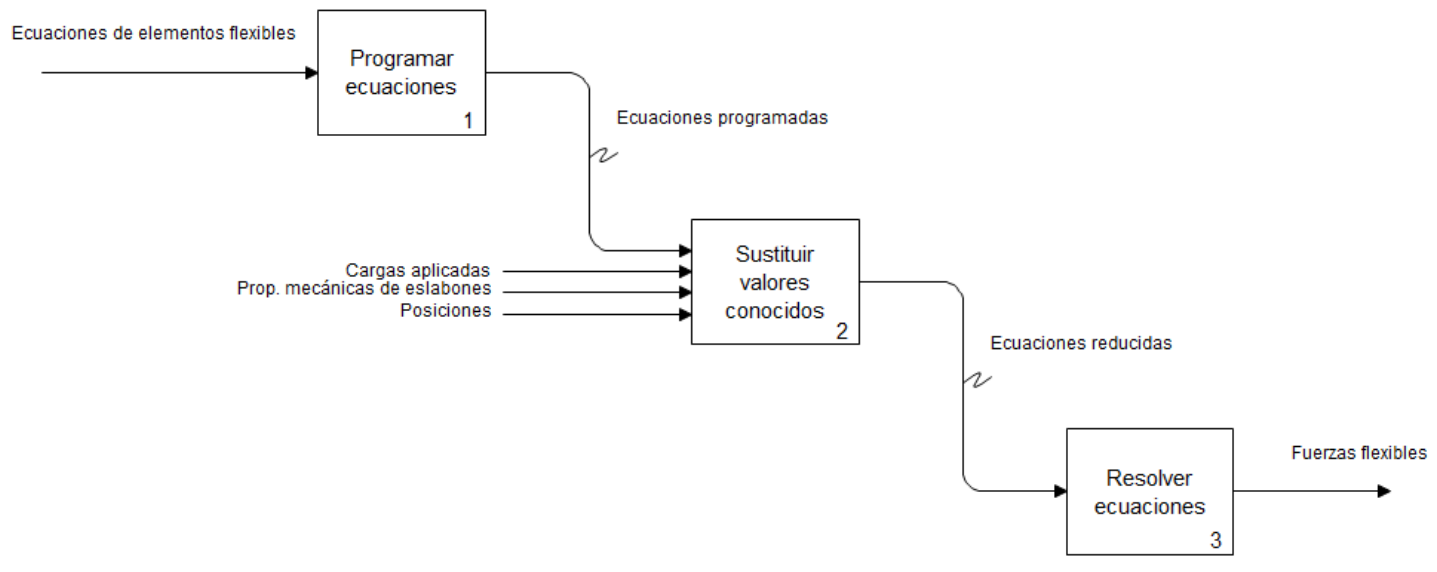 Ecuaciones de elementos flexibles
Programar
ecuaciones
1
Ecuaciones programadas
Cargas aplicadas
Prop. mecánicas de eslabones
Posiciones
Sustituir
valores
conocidos
2
Ecuaciones reducidas
Resolver
ecuaciones
3
Fuerzas flexibles